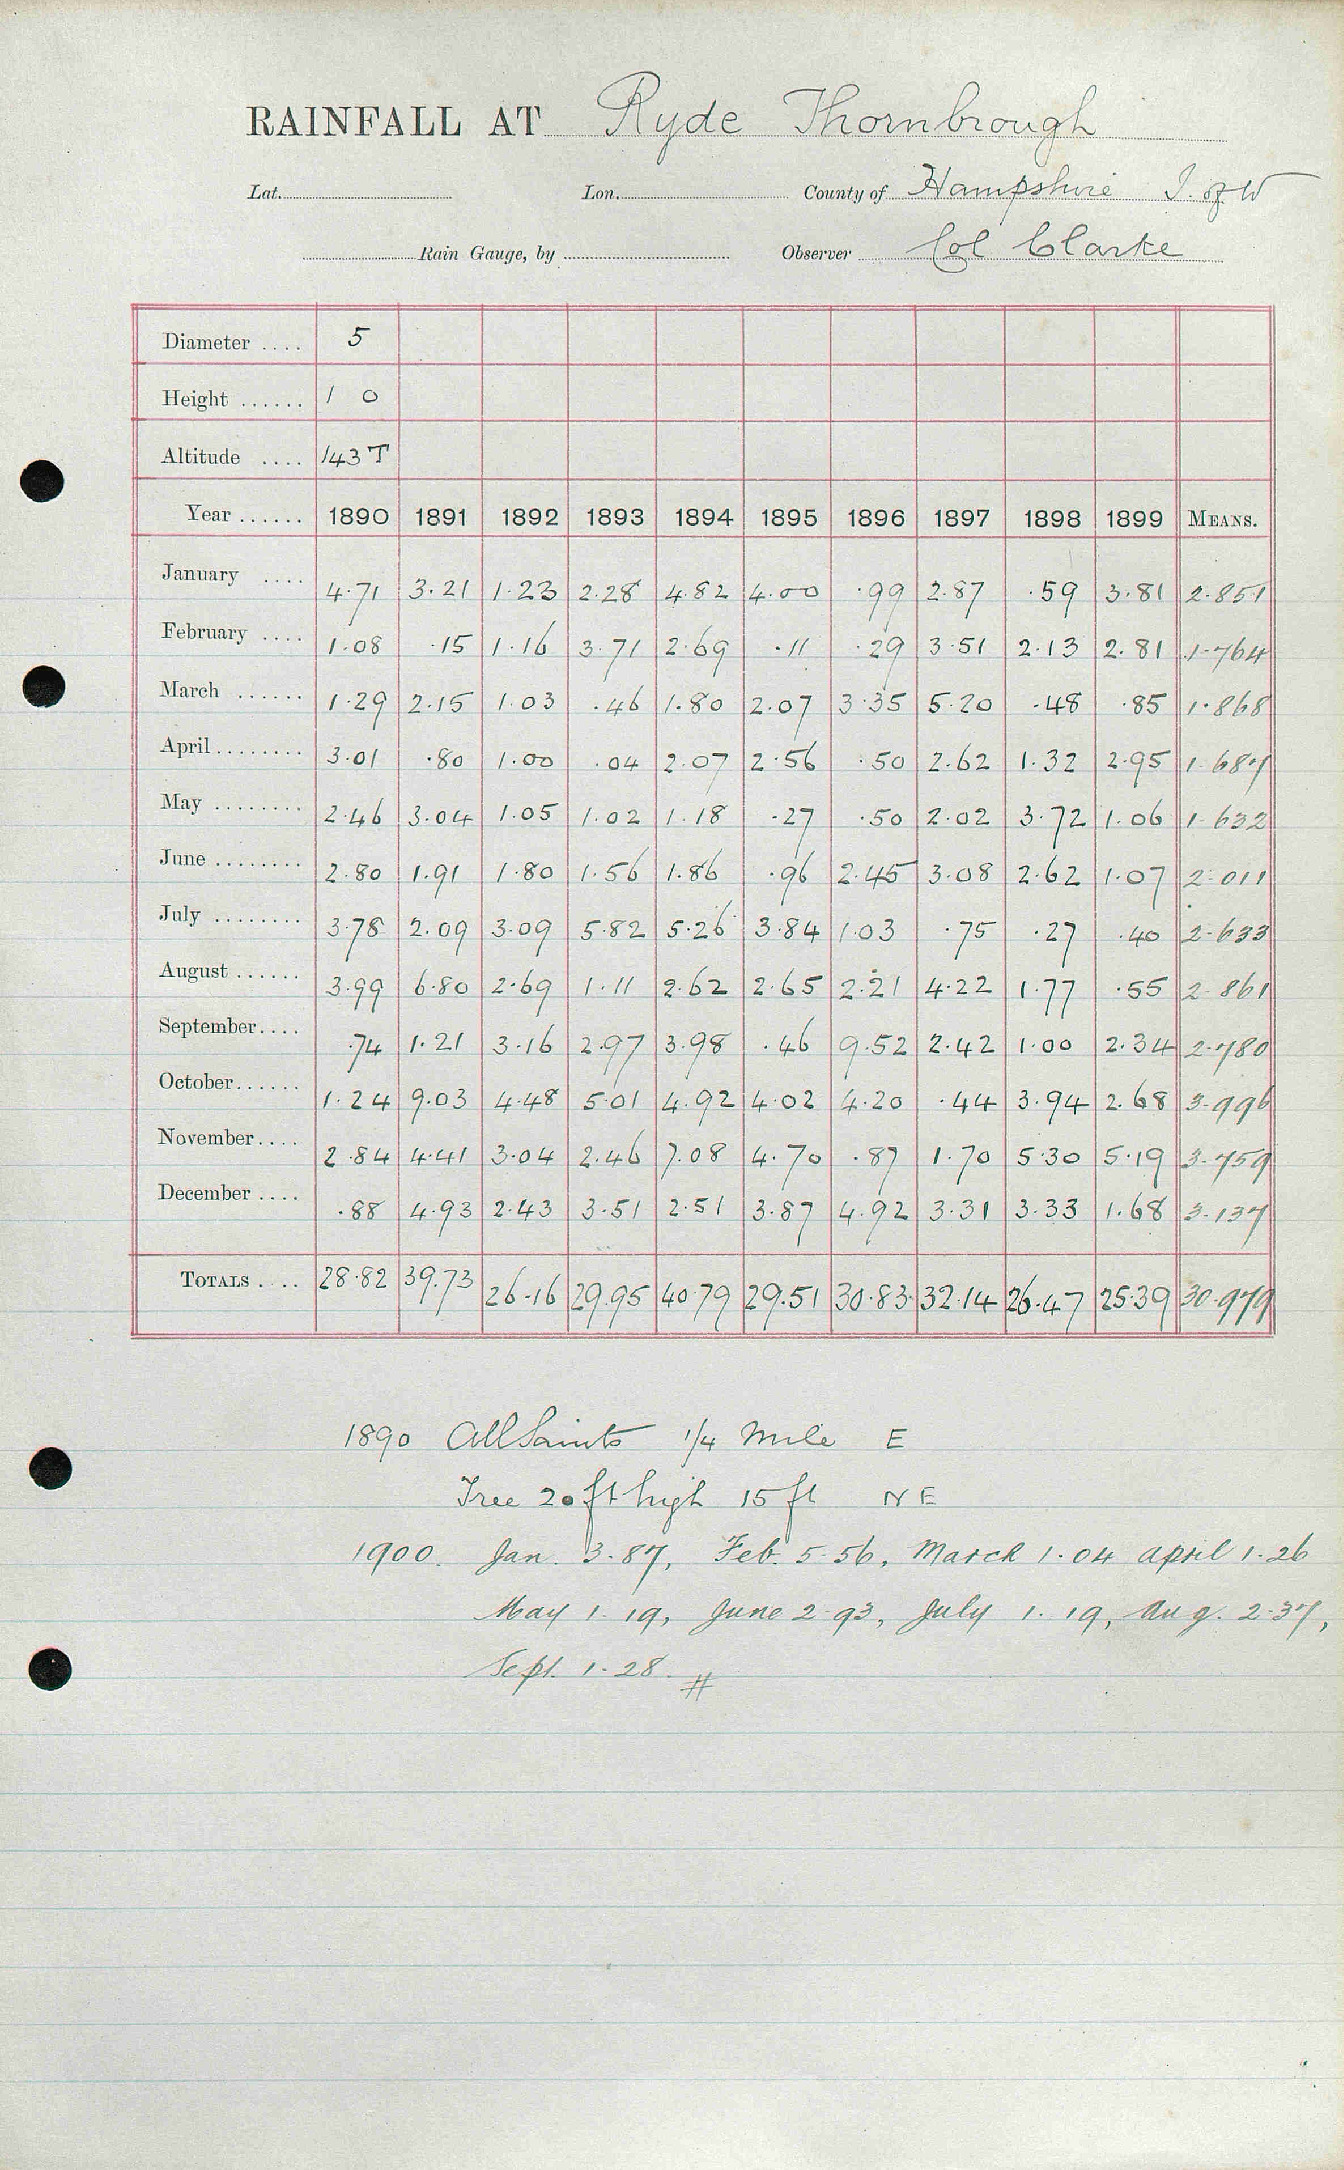 RAINFALL AT Ryde Thornbrough
Lat. Lon. County of Hampshire I. of W
Rain Gauge, by Observer Col Clarke
Diameter .... 5
Height ...... 1 0
Altitude .... 143 T
Year ...... 1890 1891 1892 1893 1894 1895 1896 1897 1898 1899 MEANS.
January .... 4.71 3.21 1.23 2.28 4.82 4.00 .99 2.87 .59 3.81 2.851
February .... 1.08 .15 1.16 3.71 2.69 .11 .29 3.51 2.13 2.81 1.764
March ...... 1.29 2.15 1.03 .46 1.80 2.07 3.35 5.20 .48 .85 1.868
April ........ 3.01 .80 1.00 .04 2.07 2.56 .50 2.62 1.32 2.95 1.687
May ........ 2.46 3.04 1.05 1.02 1.18 .27 .50 2.02 3.72 1.06 1.632
June ........ 2.80 1.91 1.80 1.56 1.86 .96 2.45 3.08 2.62 1.07 2.011
July ........ 3.78 2.09 3.09 5.82 5.26 3.84 1.03 .75 .27 .40 2.633
August ...... 3.99 6.80 2.69 1.11 2.62 2.65 2.21 4.22 1.77 .55 2.861
September .... .74 1.21 3.16 2.97 3.98 .46 9.52 2.42 1.00 2.34 2.780
October ...... 1.24 9.03 4.48 5.01 4.92 4.02 4.20 .44 3.94 2.68 3.996
November .... 2.84 4.41 3.04 2.46 7.08 4.70 .87 1.70 5.30 5.19 3.759
December .... .88 4.93 2.43 3.51 2.51 3.87 4.92 3.31 3.33 1.68 3.137
TOTALS .... 28.82 39.73 26.16 29.95 40.79 29.51 30.83 32.14 26.47 25.39 30.979
1890 All Saints 1/4 Mile E
Tree 20 ft high 15 ft NE
1900. Jan. 3.87, Feb. 5.56, March 1.04 April 1.26
May 1.19, June 2.93, July 1.19, Aug. 2.37,
Sept. 1.28. #